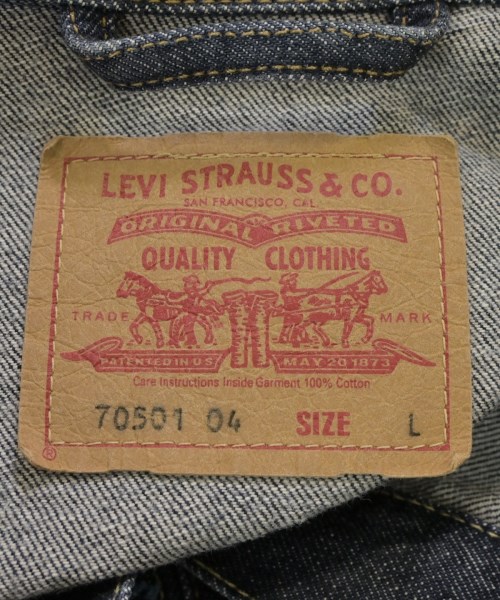 LEVI STRAUSS & CO.
SAN FRANCISCO, CAL.
ORIGINAL RIVETED
QUALITY CLOTHING
TRADE MARK
PATENTED IN U.S. MAY 20 1873
Care Instructions Inside Garment 100% Cotton
70501 04 SIZE L
®